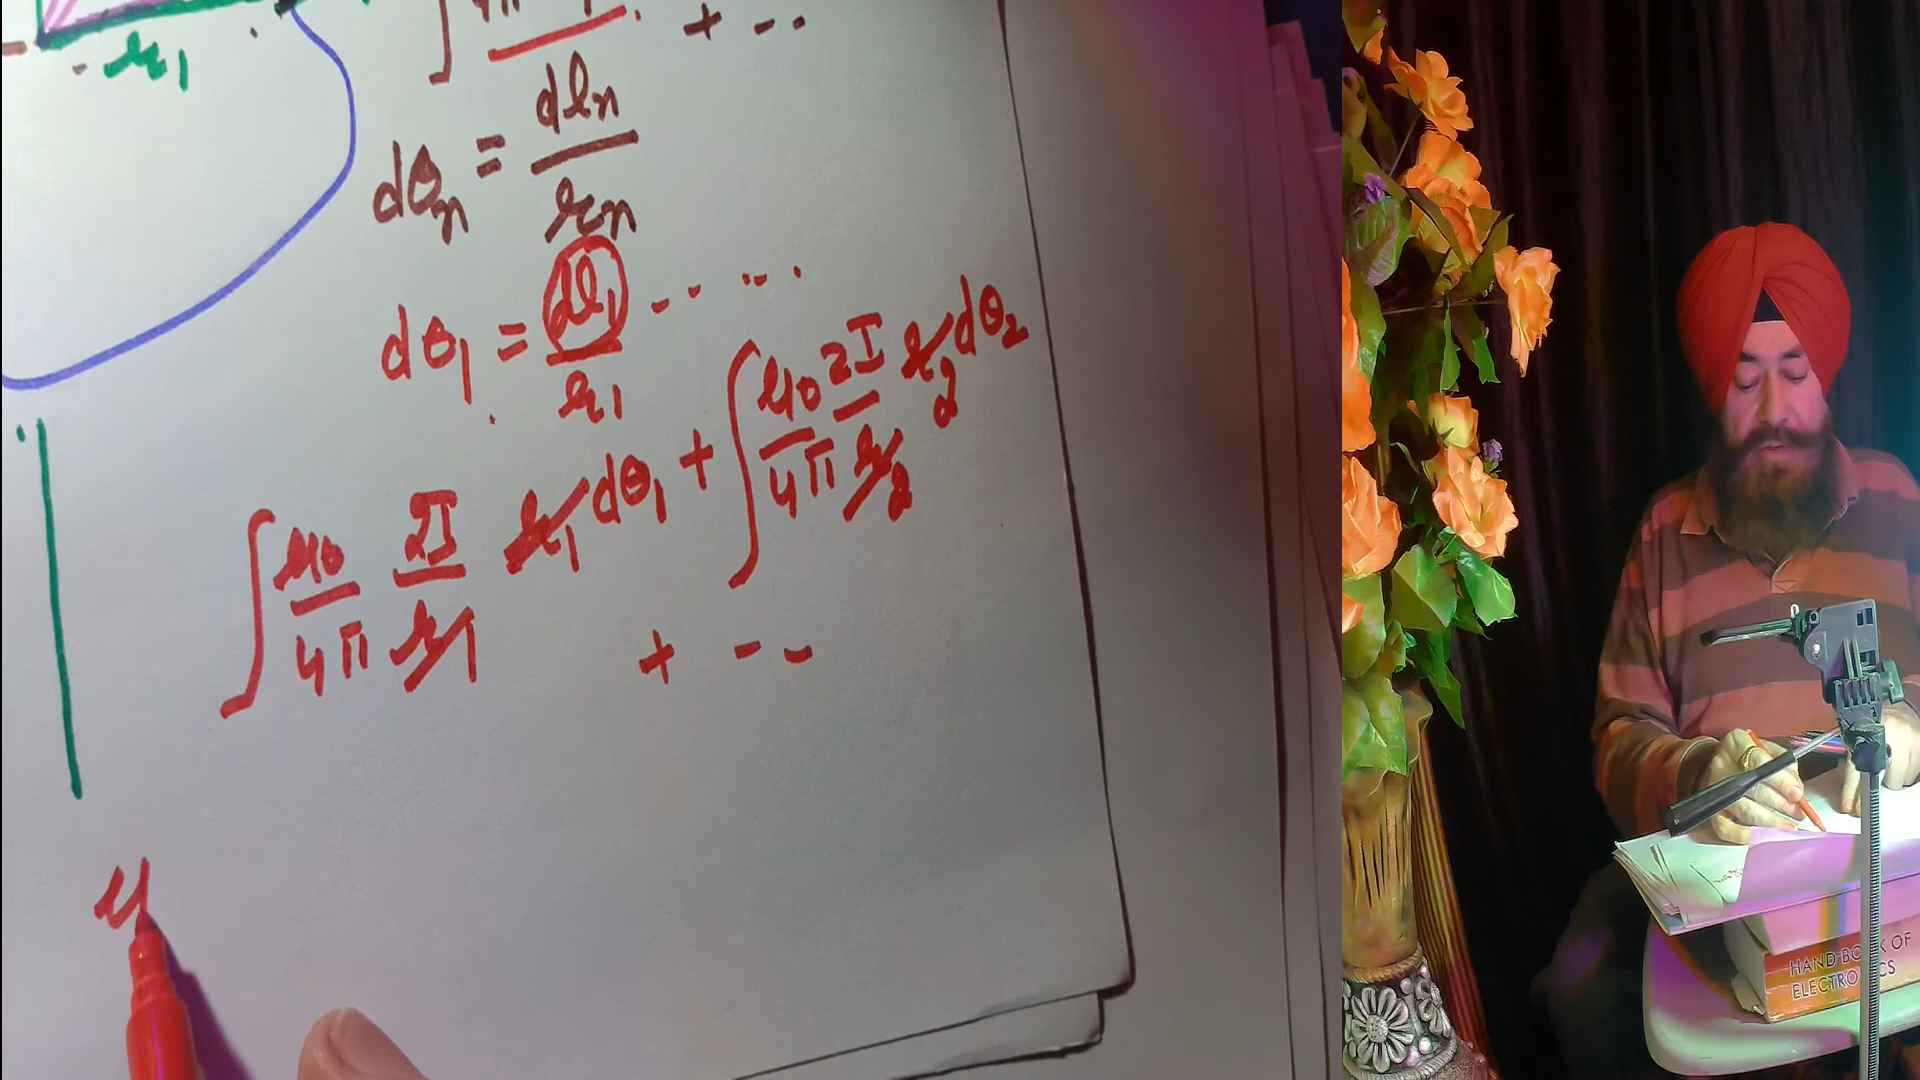 r1
+ --
dln
dθn = ―
rn
dθ1 = dl1 / r1 -- -- .
∫ μ0/4π 2I/r1 r1 dθ1 + ∫ μ0/4π 2I/r2 r2 dθ2
+ --
μ
HAND BOOK OF
ELECTRONICS